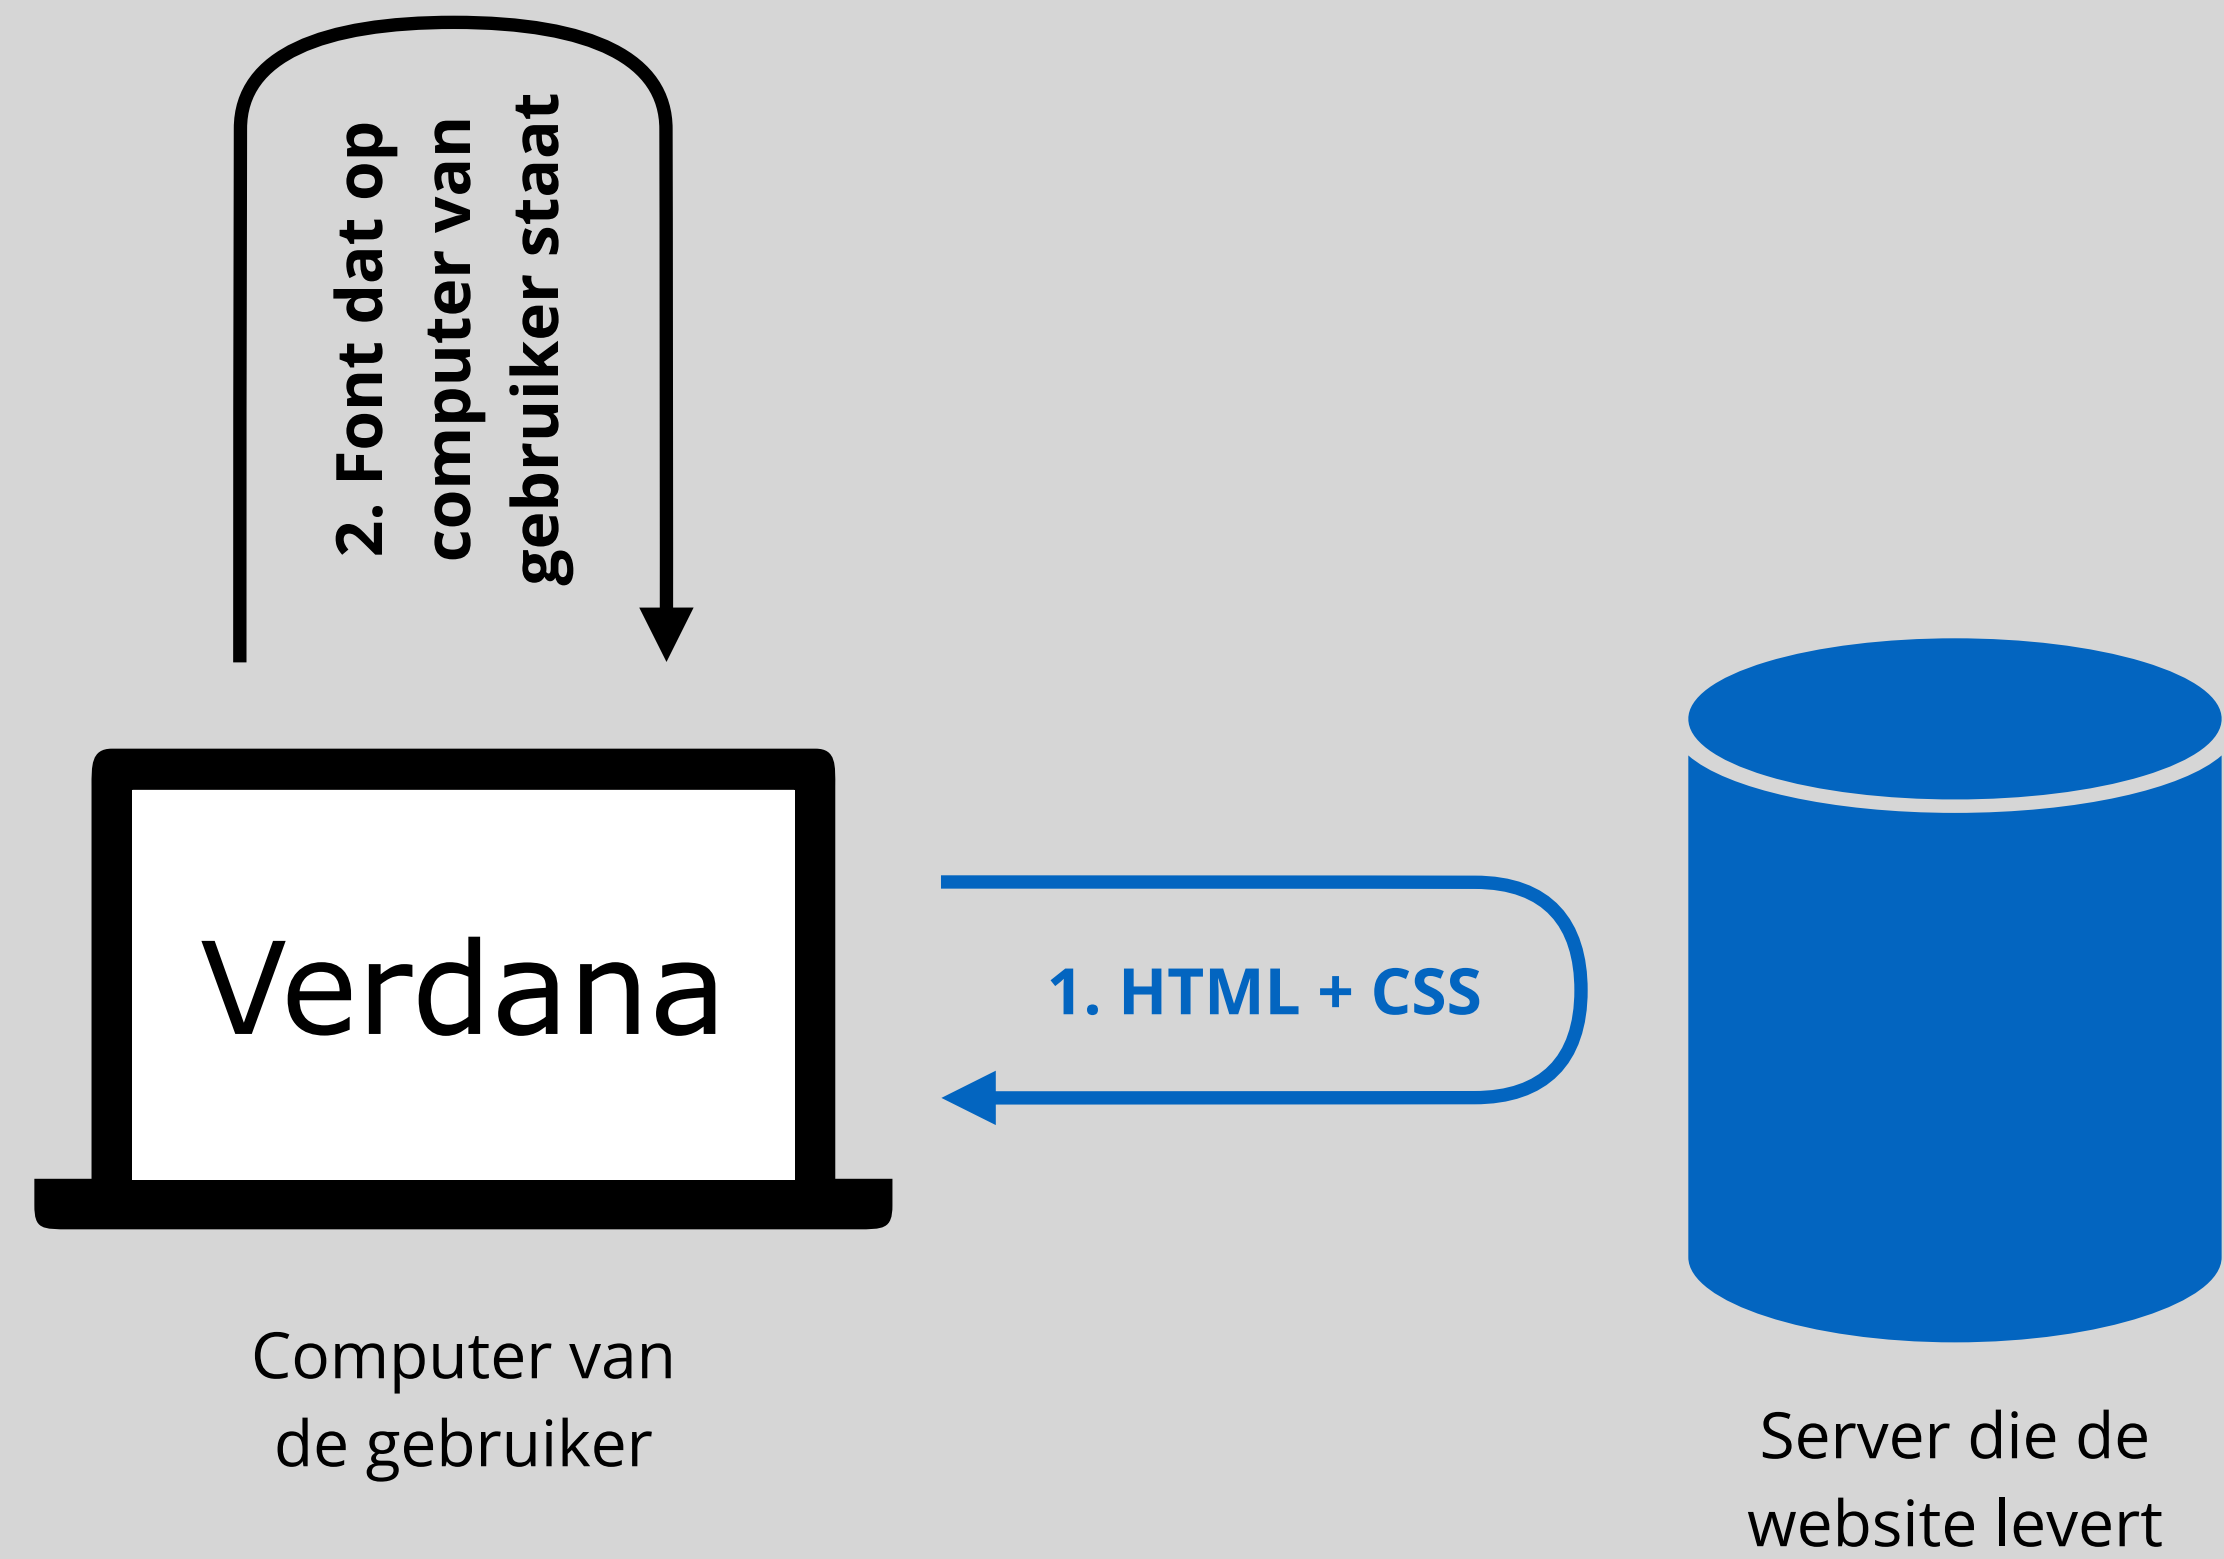 2. Font dat op
computer van
gebruiker staat
Verdana
1. HTML + CSS
Computer van
de gebruiker
Server die de
website levert